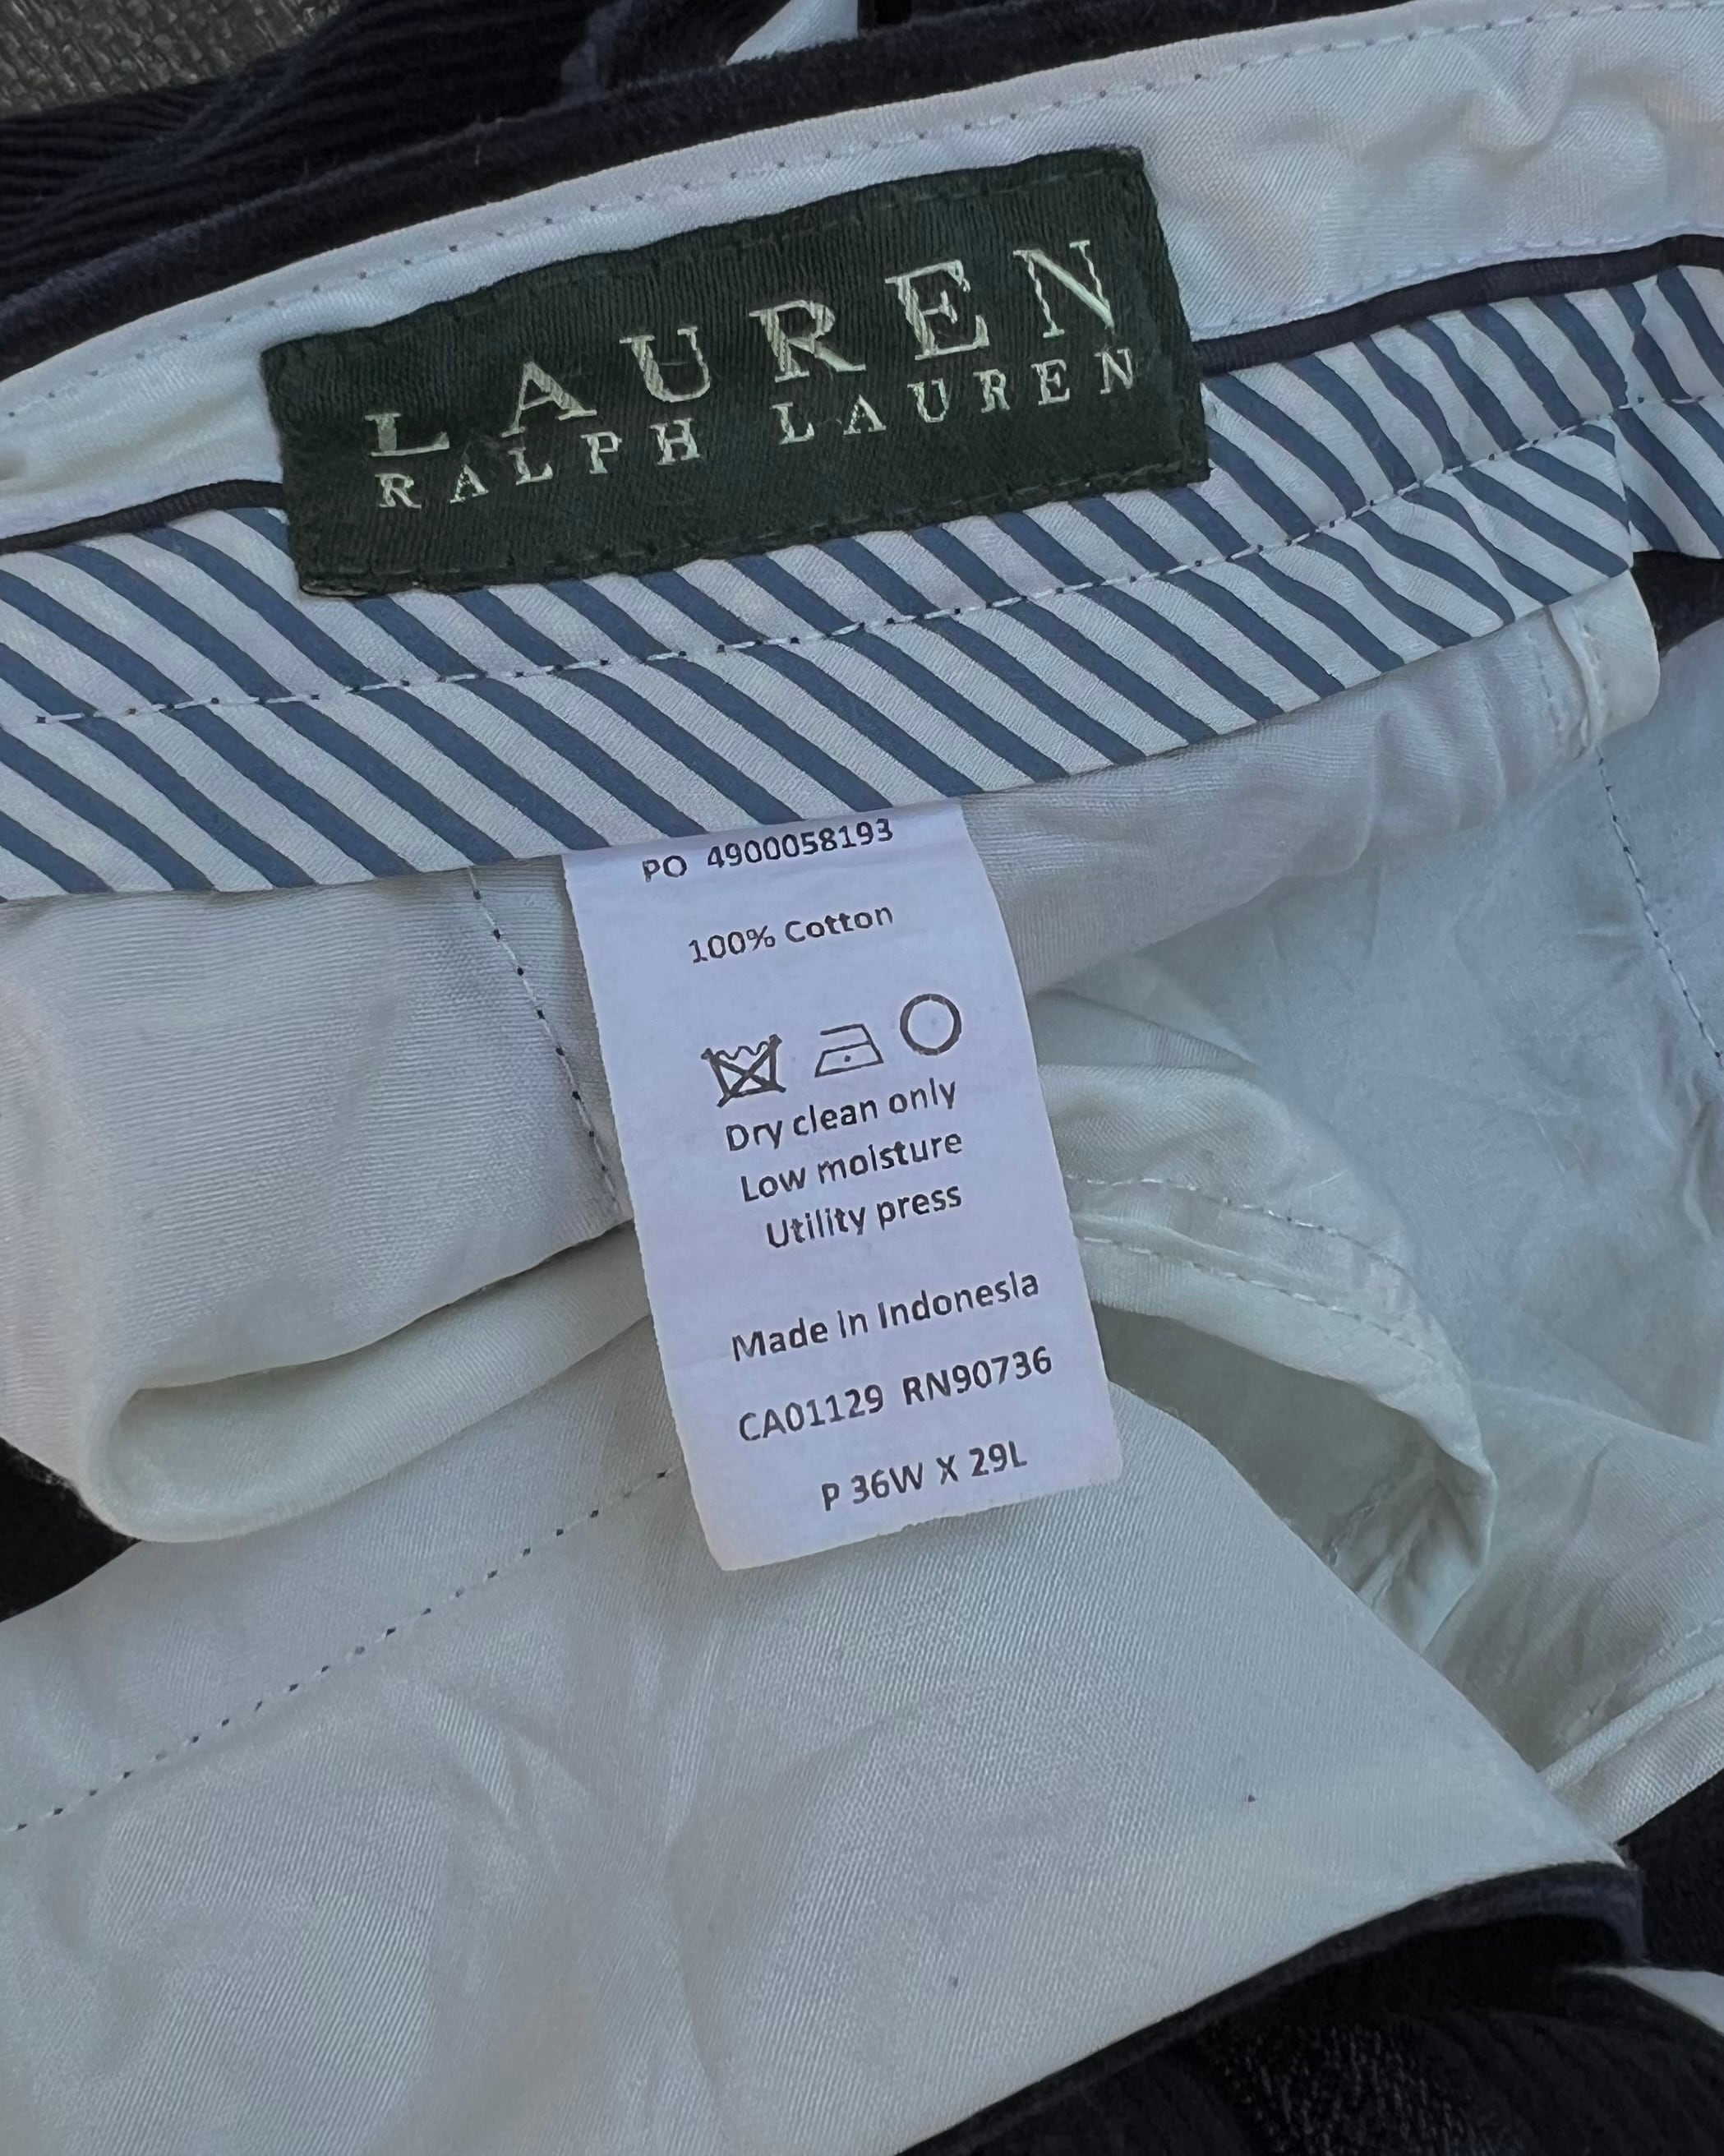 LAUREN
RALPH LAUREN
PO 4900058193
100% Cotton
Dry clean only
Low moisture
Utility press
Made in Indonesia
CA01129 RN90736
P 36W X 29L